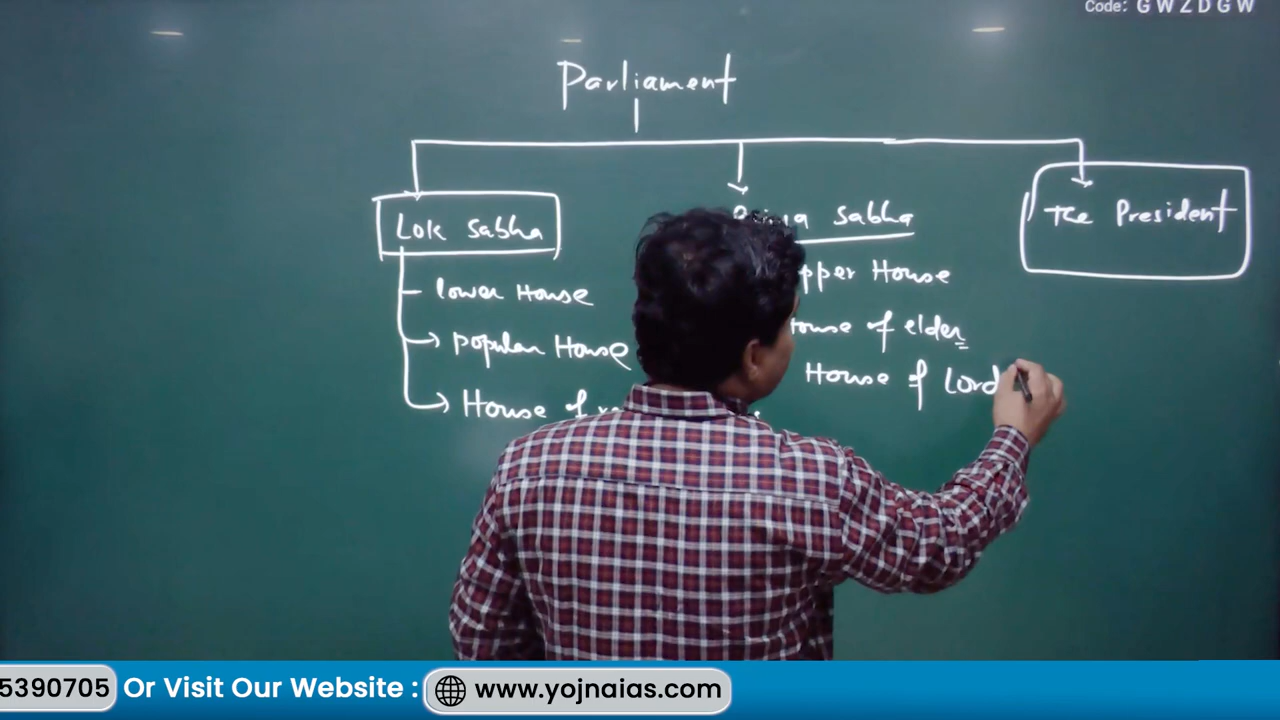 Code: G W Z D G W
Parliament
Lok Sabha
Sabha
The President
lower House
pper House
popular House
House of elder
House of Lord
House of
5390705 Or Visit Our Website : www.yojnaias.com